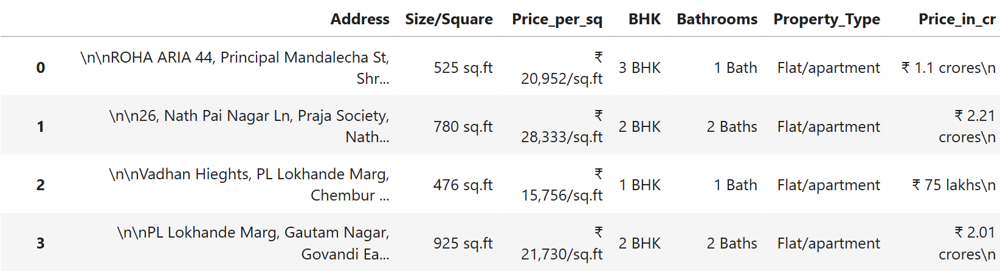 Address Size/Square Price_per_sq BHK Bathrooms Property_Type Price_in_cr
0 \n\nROHA ARIA 44, Principal Mandalecha St, Shr... 525 sq.ft ₹ 20,952/sq.ft 3 BHK 1 Bath Flat/apartment ₹ 1.1 crores\n
1 \n\n26, Nath Pai Nagar Ln, Praja Society, Nath... 780 sq.ft ₹ 28,333/sq.ft 2 BHK 2 Baths Flat/apartment ₹ 2.21 crores\n
2 \n\nVadhan Hieghts, PL Lokhande Marg, Chembur ... 476 sq.ft ₹ 15,756/sq.ft 1 BHK 1 Bath Flat/apartment ₹ 75 lakhs\n
3 \n\nPL Lokhande Marg, Gautam Nagar, Govandi Ea... 925 sq.ft ₹ 21,730/sq.ft 2 BHK 2 Baths Flat/apartment ₹ 2.01 crores\n